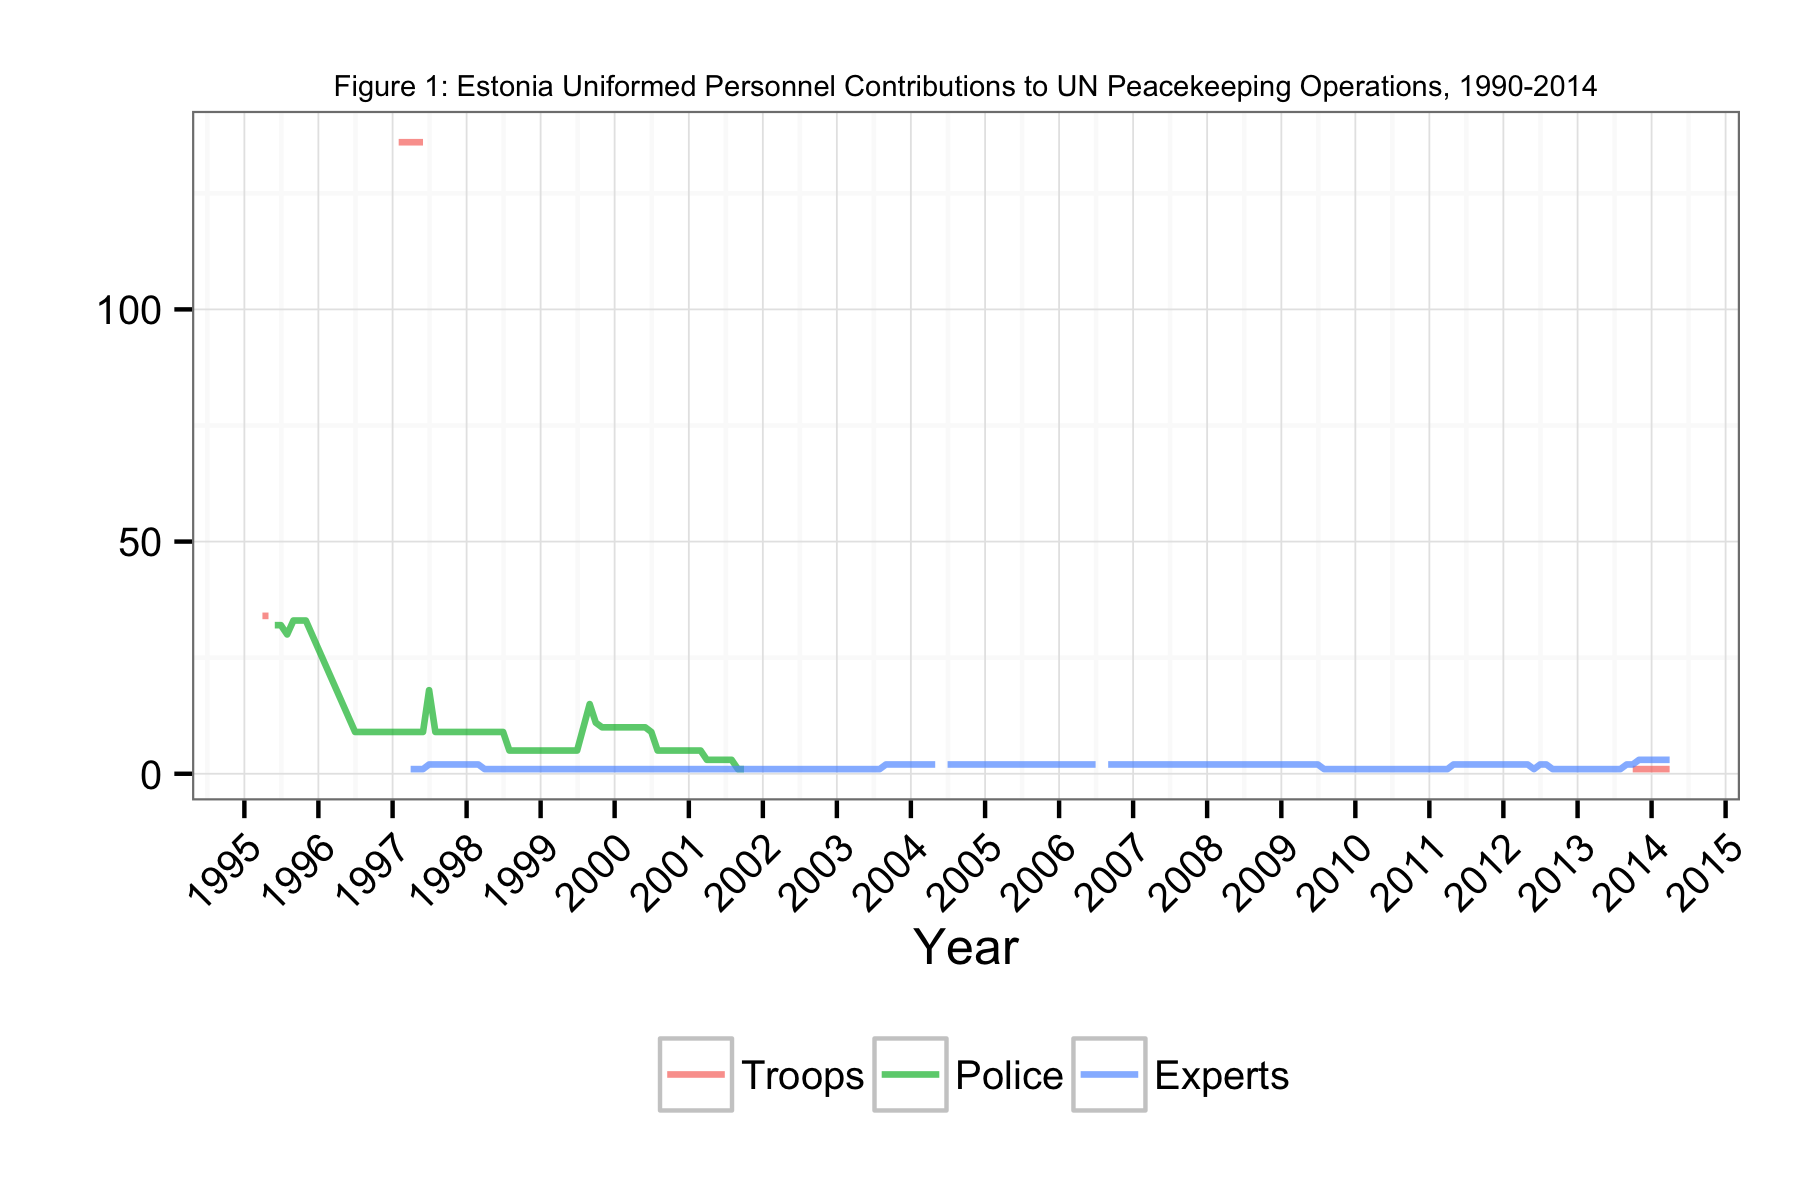 Figure 1: Estonia Uniformed Personnel Contributions to UN Peacekeeping Operations, 1990-2014
100
50
0
1995 1996 1997 1998 1999 2000 2001 2002 2003 2004 2005 2006 2007 2008 2009 2010 2011 2012 2013 2014 2015
Year
Troops Police Experts